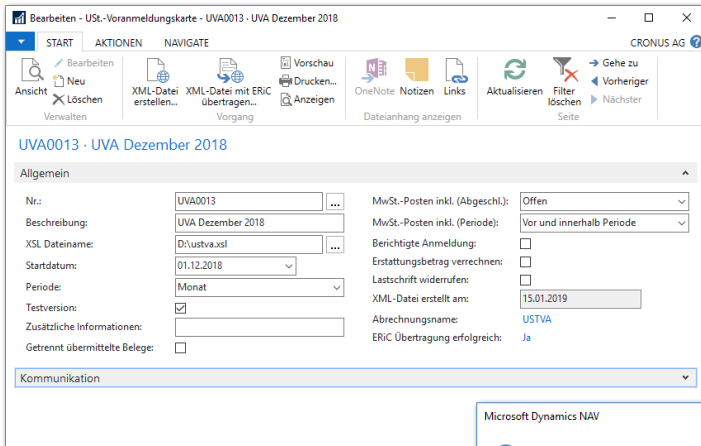 Bearbeiten - USt.-Voranmeldungskarte - UVA0013 · UVA Dezember 2018
START AKTIONEN NAVIGATE CRONUS AG
Ansicht
Bearbeiten
Neu
Löschen
Verwalten
XML-Datei erstellen...
XML-Datei mit ERiC übertragen...
Vorschau
Drucken...
Anzeigen
Vorgang
OneNote Notizen Links
Dateianhang anzeigen
Aktualisieren
Filter löschen
Gehe zu
Vorheriger
Nächster
Seite
UVA0013 · UVA Dezember 2018
Allgemein
Nr.: UVA0013
Beschreibung: UVA Dezember 2018
XSL Dateiname: D:\ustva.xsl
Startdatum: 01.12.2018
Periode: Monat
Testversion:
Zusätzliche Informationen:
Getrennt übermittelte Belege:
MwSt.-Posten inkl. (Abgeschl.): Offen
MwSt.-Posten inkl. (Periode): Vor und innerhalb Periode
Berichtigte Anmeldung:
Erstattungsbetrag verrechnen:
Lastschrift widerrufen:
XML-Datei erstellt am: 15.01.2019
Abrechnungsname: USTVA
ERiC Übertragung erfolgreich: Ja
Kommunikation
Microsoft Dynamics NAV